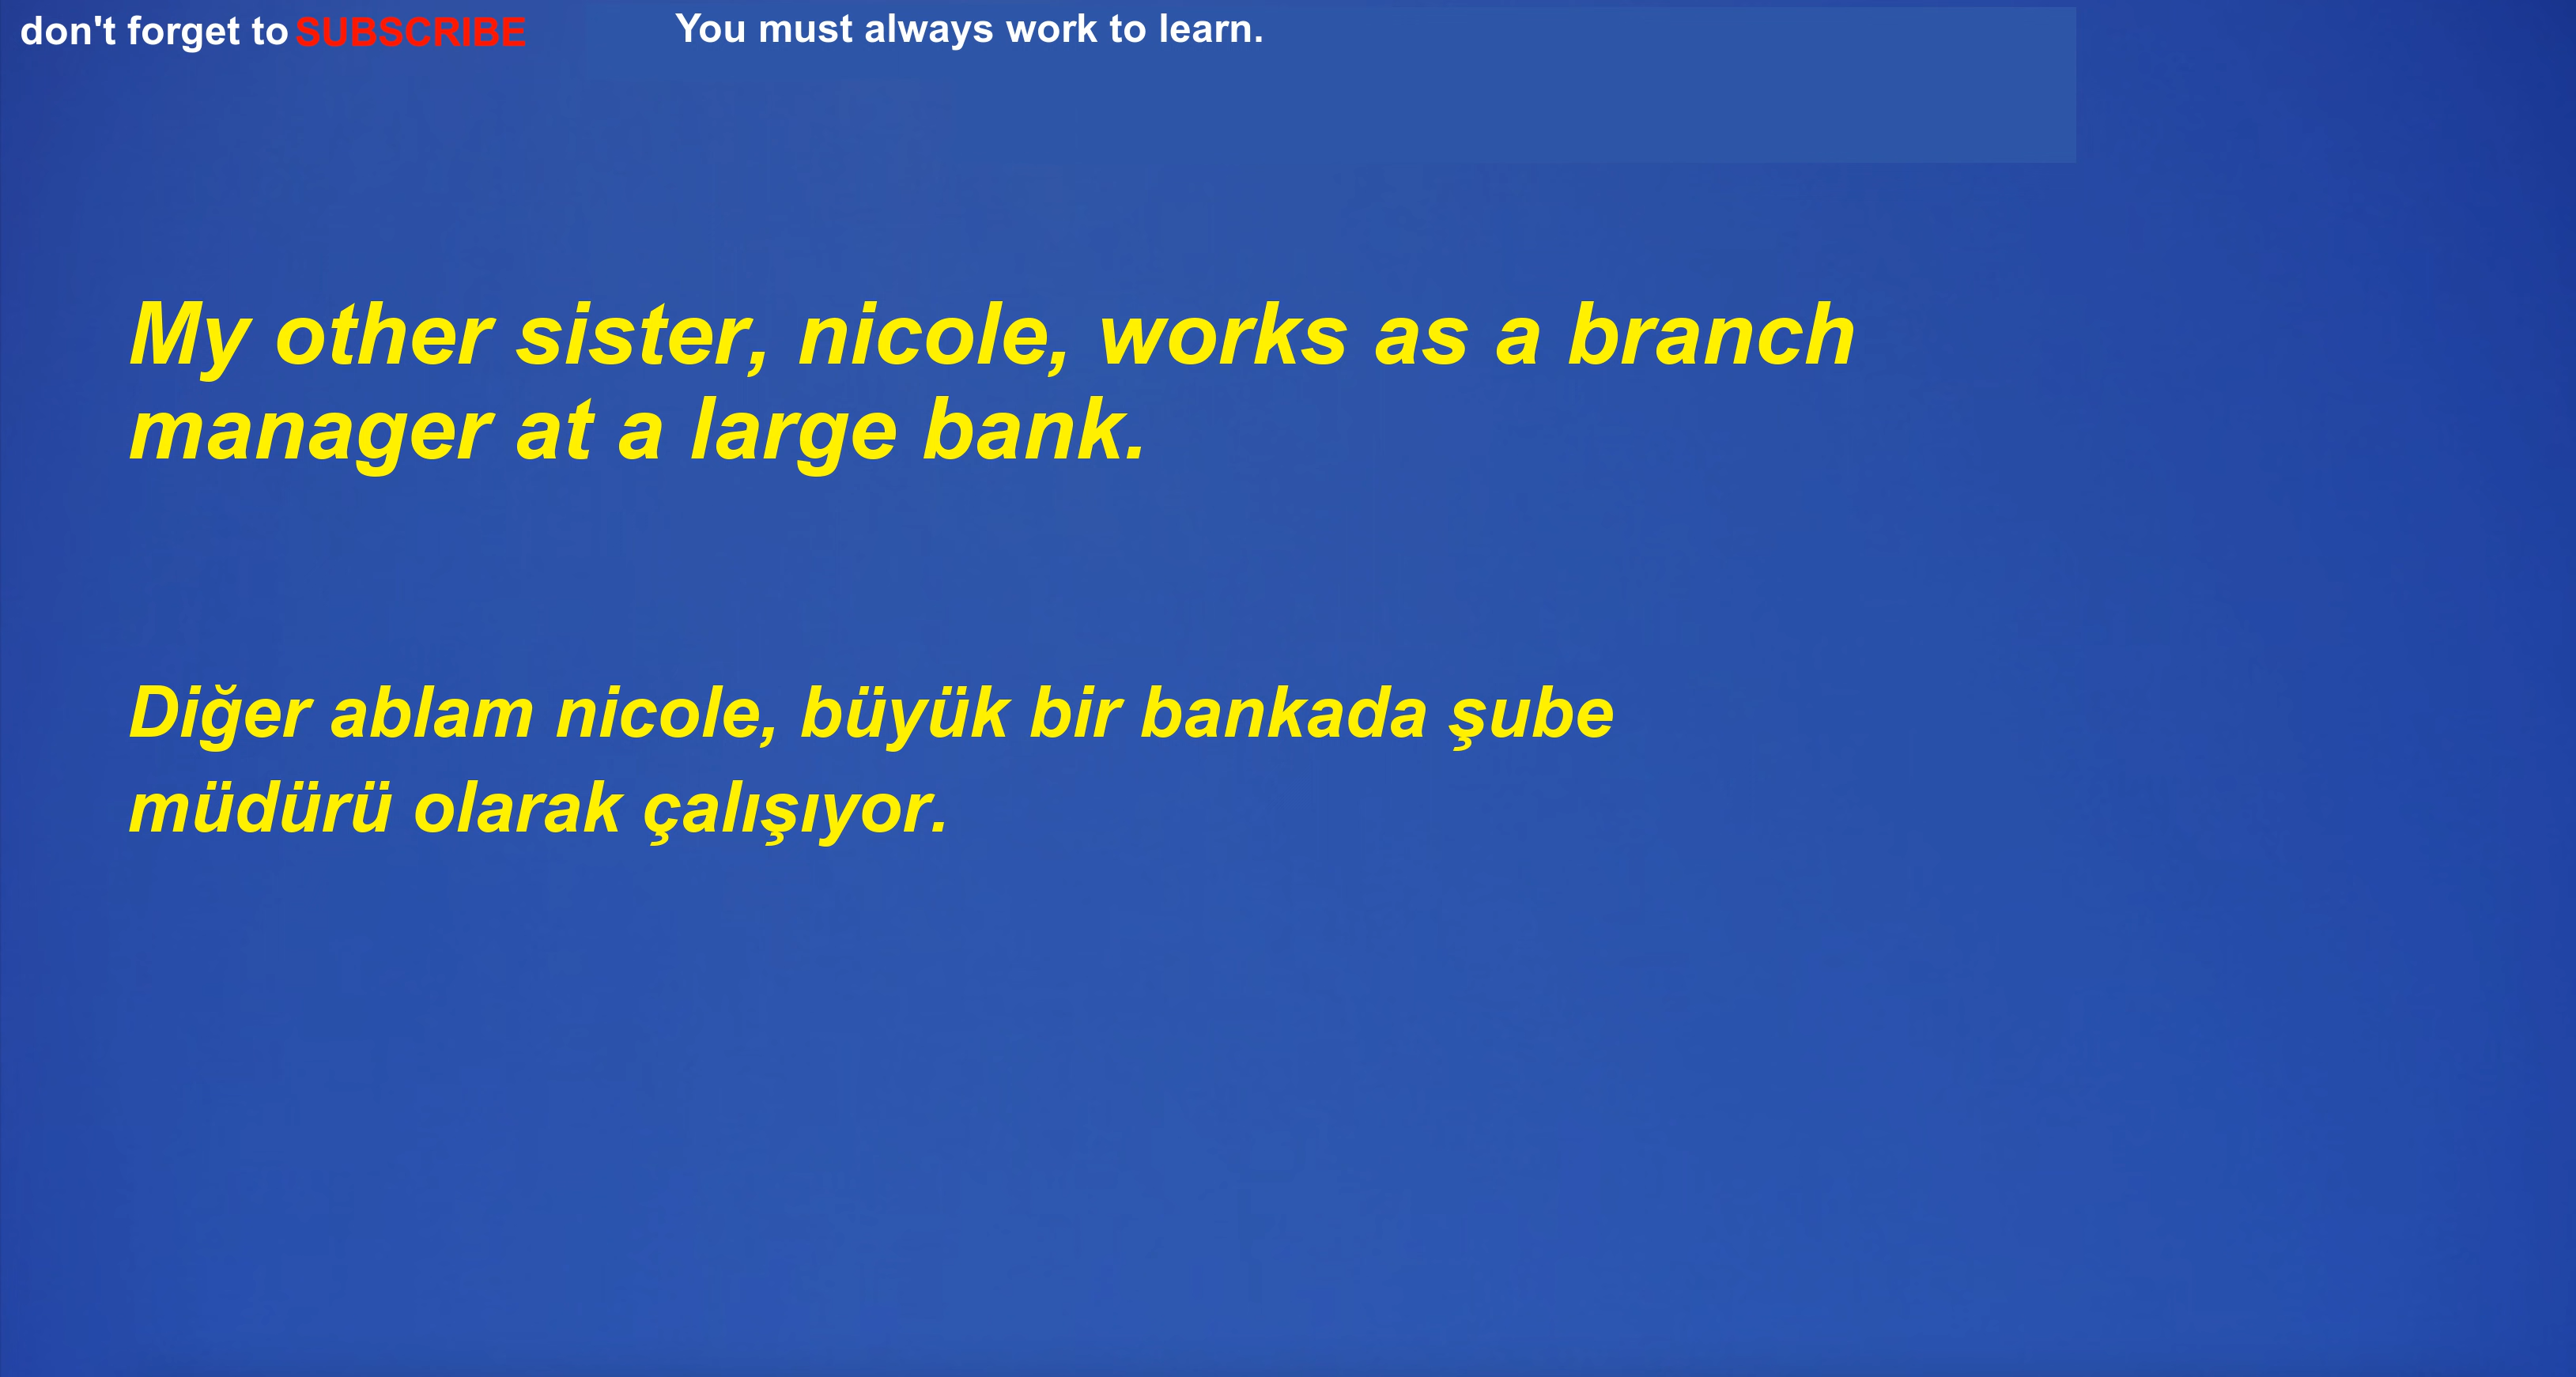 don't forget to SUBSCRIBE
You must always work to learn.
My other sister, nicole, works as a branch
manager at a large bank.
Diğer ablam nicole, büyük bir bankada şube
müdürü olarak çalışıyor.